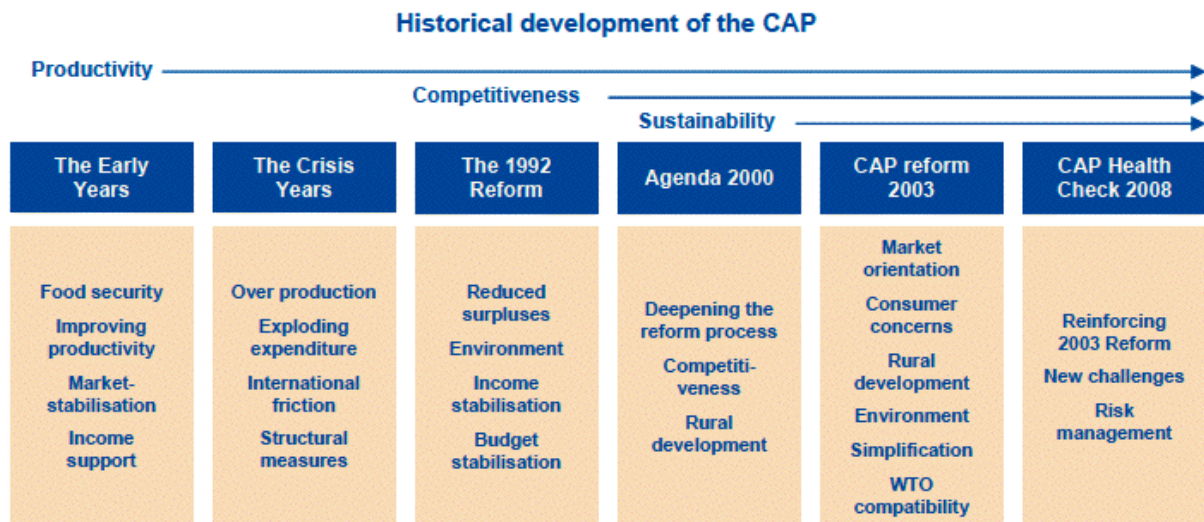 Historical development of the CAP
Productivity
Competitiveness
Sustainability
The Early
Years
The Crisis
Years
The 1992
Reform
Agenda 2000
CAP reform
2003
CAP Health
Check 2008
Food security
Improving
productivity
Market-
stabilisation
Income
support
Over production
Exploding
expenditure
International
friction
Structural
measures
Reduced
surpluses
Environment
Income
stabilisation
Budget
stabilisation
Deepening the
reform process
Competiti-
veness
Rural
development
Market
orientation
Consumer
concerns
Rural
development
Environment
Simplification
WTO
compatibility
Reinforcing
2003 Reform
New challenges
Risk
management